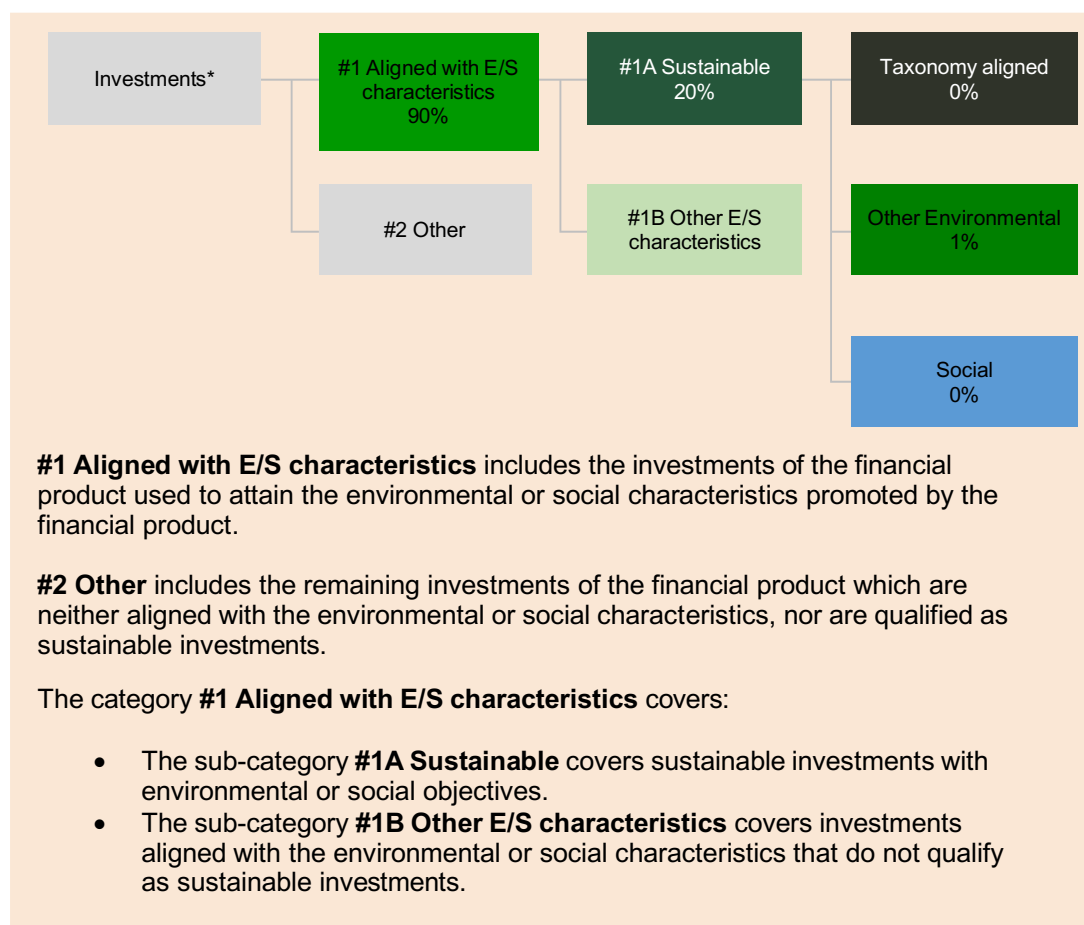 Investments*
#1 Aligned with E/S
characteristics
90%
#1A Sustainable
20%
Taxonomy aligned
0%
#2 Other
#1B Other E/S
characteristics
Other Environmental
1%
Social
0%
#1 Aligned with E/S characteristics includes the investments of the financial
product used to attain the environmental or social characteristics promoted by the
financial product.
#2 Other includes the remaining investments of the financial product which are
neither aligned with the environmental or social characteristics, nor are qualified as
sustainable investments.
The category #1 Aligned with E/S characteristics covers:
• The sub-category #1A Sustainable covers sustainable investments with
environmental or social objectives.
• The sub-category #1B Other E/S characteristics covers investments
aligned with the environmental or social characteristics that do not qualify
as sustainable investments.